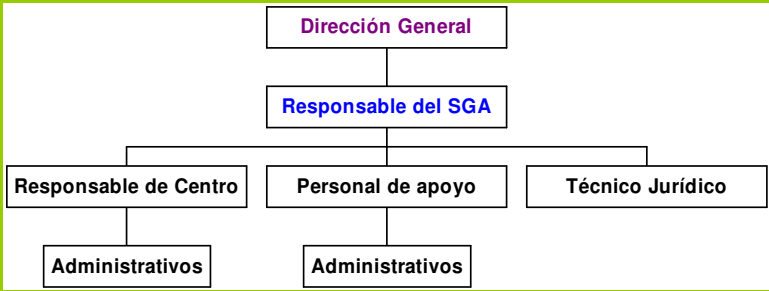 Dirección General
Responsable del SGA
Responsable de Centro
Personal de apoyo
Técnico Jurídico
Administrativos
Administrativos